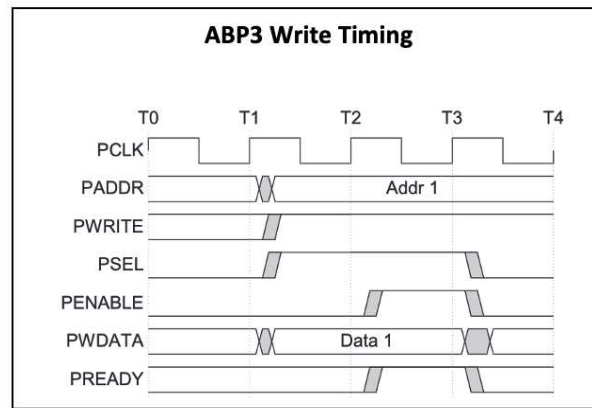 ABP3 Write Timing
T0 T1 T2 T3 T4
PCLK
PADDR Addr 1
PWRITE
PSEL
PENABLE
PWDATA Data 1
PREADY